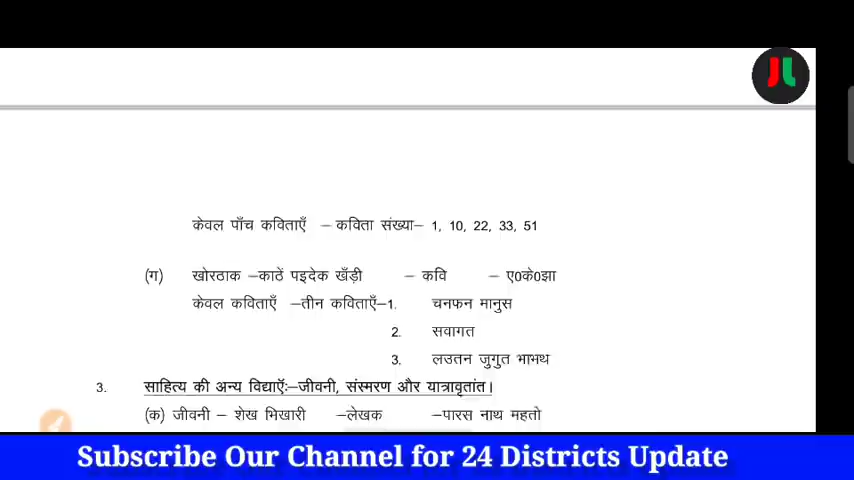 केवल पाँच कविताएँ – कविता संख्या– 1, 10, 22, 33, 51
(ग) खोरठाक –काठें पइदेक खँड़ी – कवि – ए0के0झा
केवल कविताएँ –तीन कविताएँ–1. चनफन मानुस
2. सवागत
3. लउतन जुगुत भाभथ
3. साहित्य की अन्य विद्याएँः–जीवनी, संस्मरण और यात्रावृतांत।
(क) जीवनी – शेख भिखारी –लेखक –पारस नाथ महतो
Subscribe Our Channel for 24 Districts Update